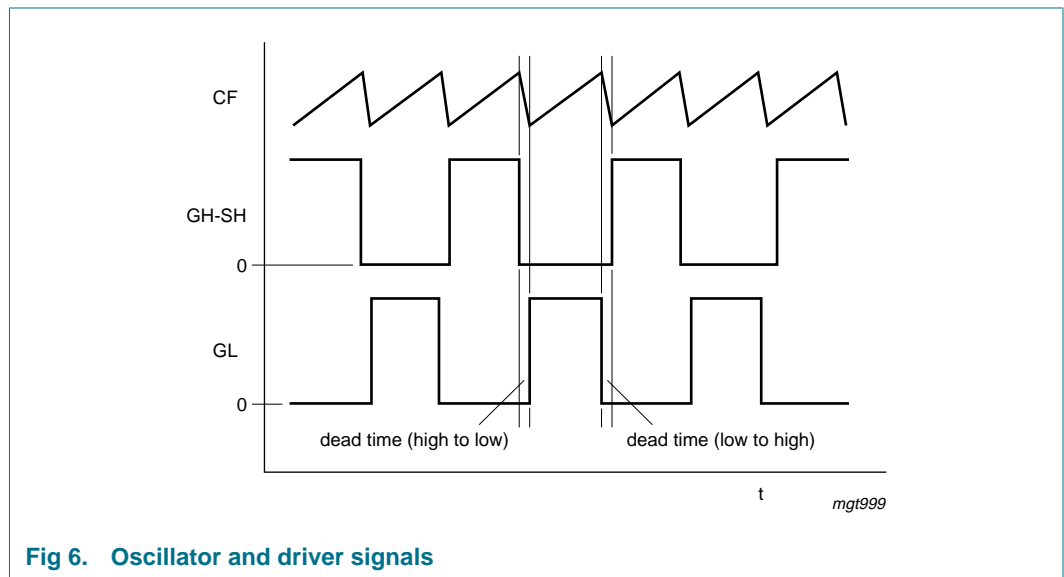 CF
GH-SH
0
GL
0
dead time (high to low)
dead time (low to high)
t
mgt999
Fig 6. Oscillator and driver signals